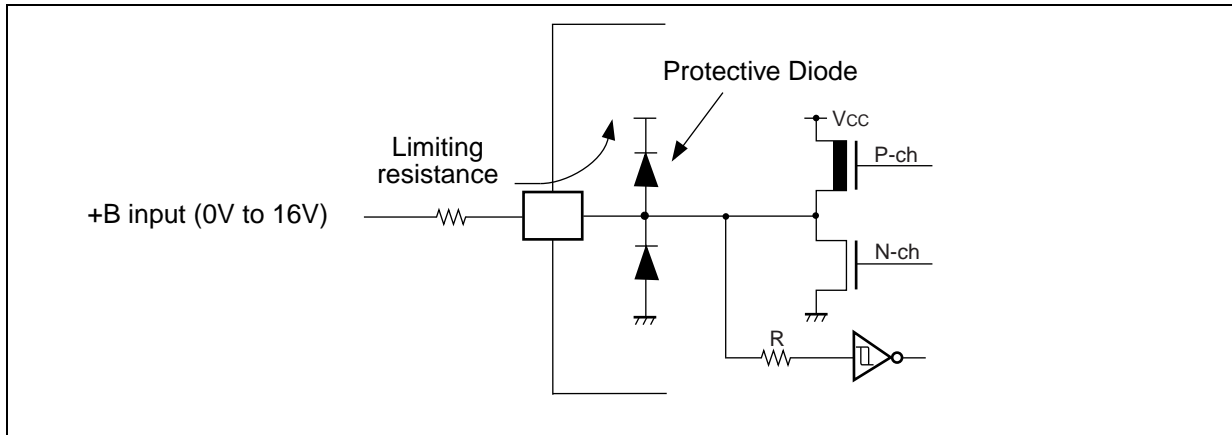 Protective Diode
VCC
P-ch
Limiting
resistance
+B input (0V to 16V)
N-ch
R